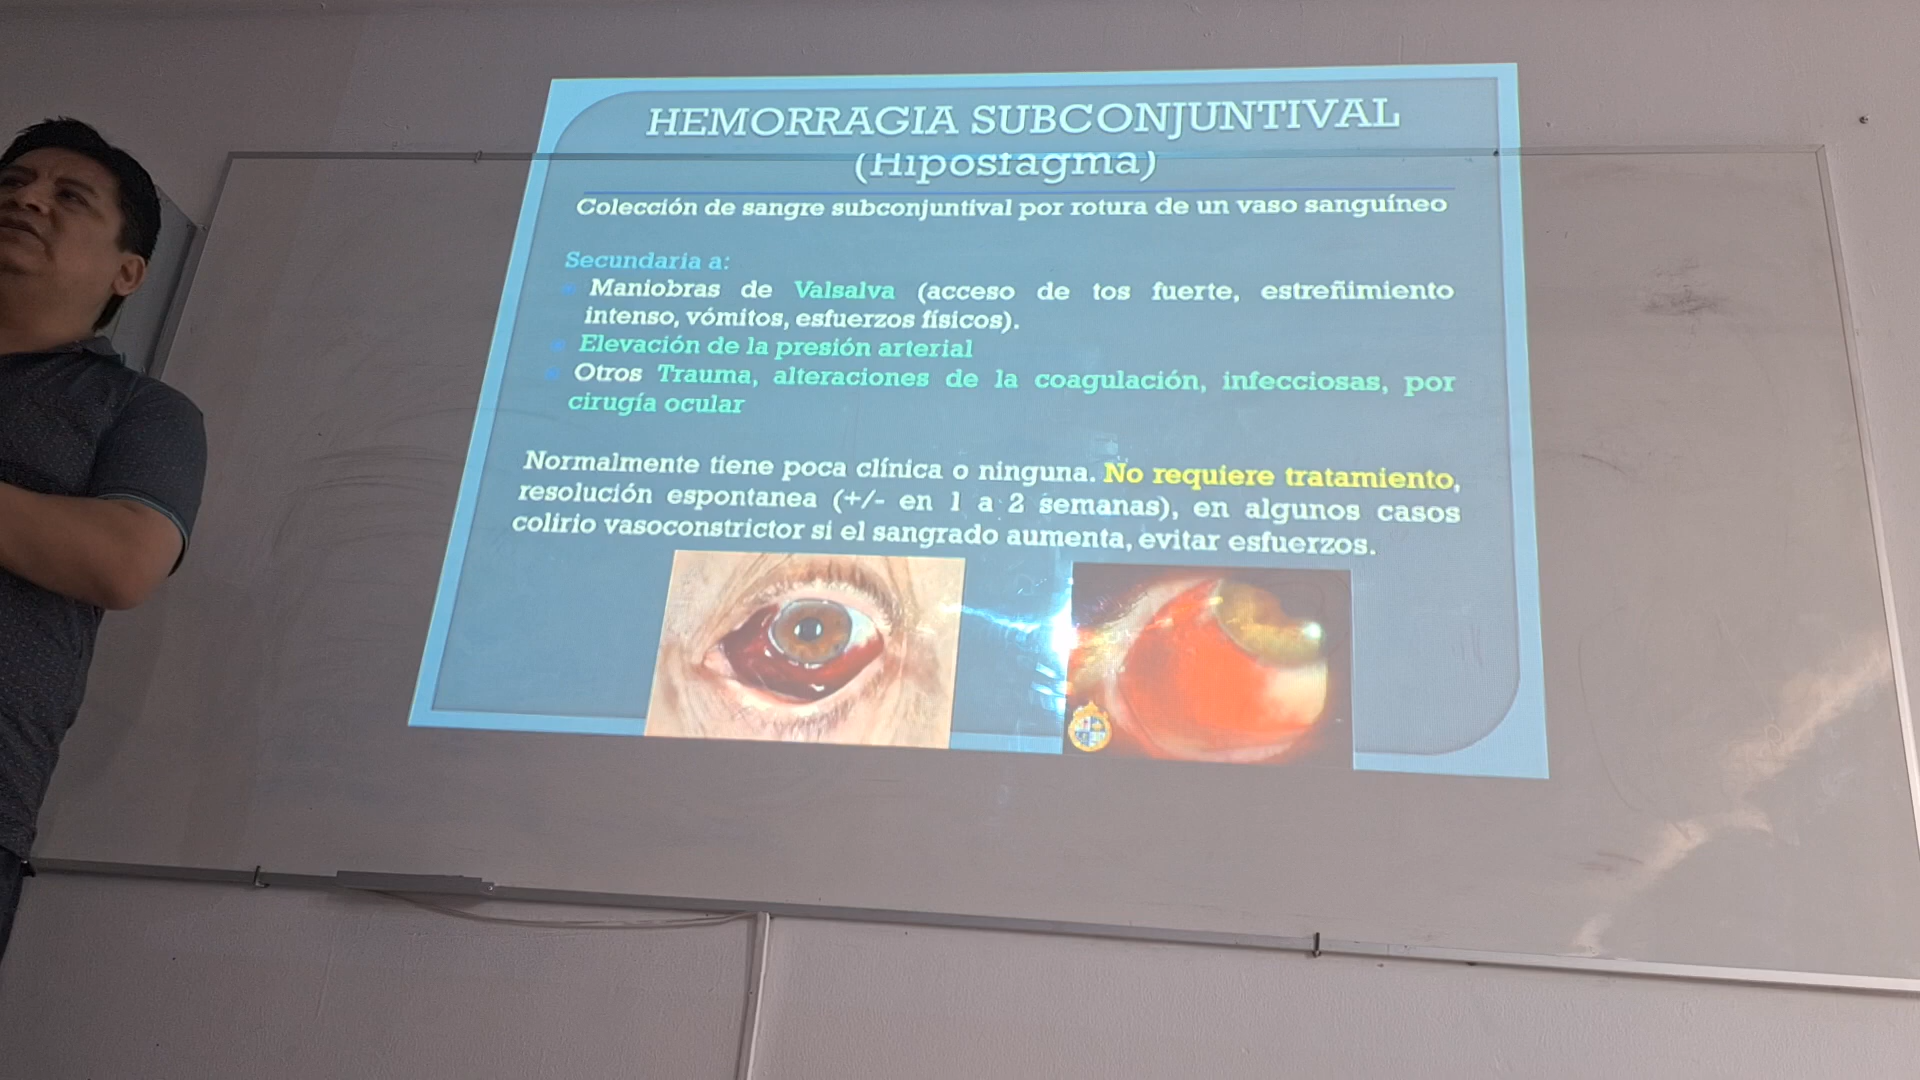 HEMORRAGIA SUBCONJUNTIVAL
(Hipostagma)
Colección de sangre subconjuntival por rotura de un vaso sanguíneo
Secundaria a:
Maniobras de Valsalva (acceso de tos fuerte, estreñimiento
intenso, vómitos, esfuerzos físicos).
Elevación de la presión arterial
Otros Trauma, alteraciones de la coagulación, infecciosas, por
cirugía ocular
Normalmente tiene poca clínica o ninguna. No requiere tratamiento,
resolución espontanea (+/- en 1 a 2 semanas), en algunos casos
colirio vasoconstrictor si el sangrado aumenta, evitar esfuerzos.